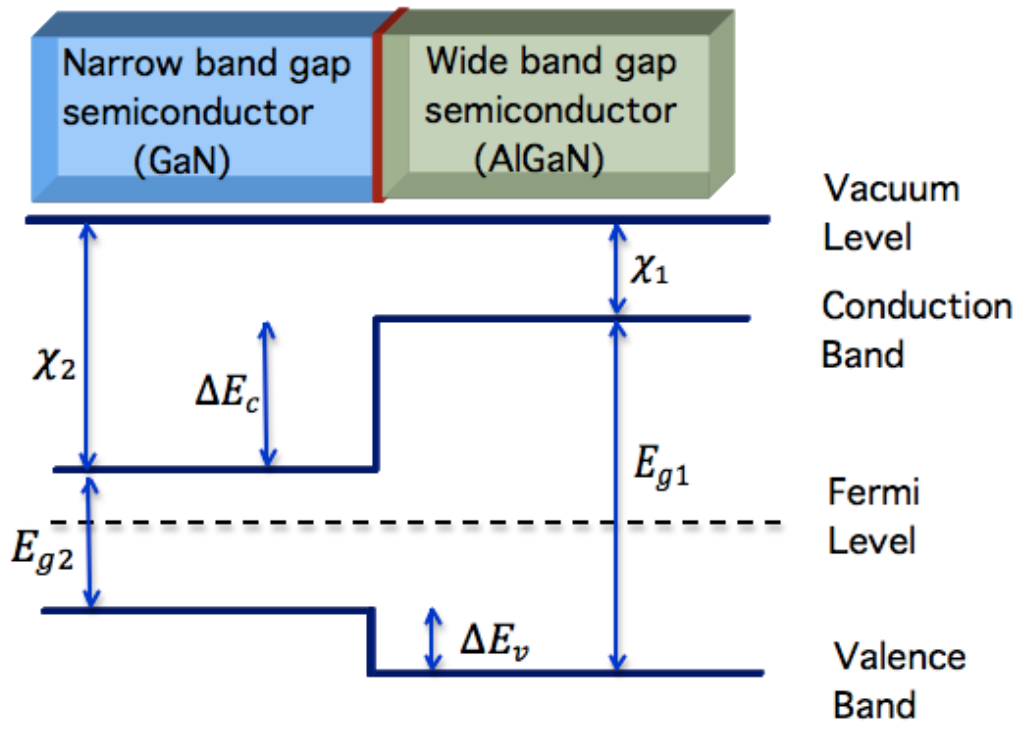 Narrow band gap
semiconductor
(GaN)
Wide band gap
semiconductor
(AlGaN)
Vacuum
Level
χ1
Conduction
Band
χ2
ΔEc
Eg1
Fermi
Level
Eg2
ΔEv
Valence
Band